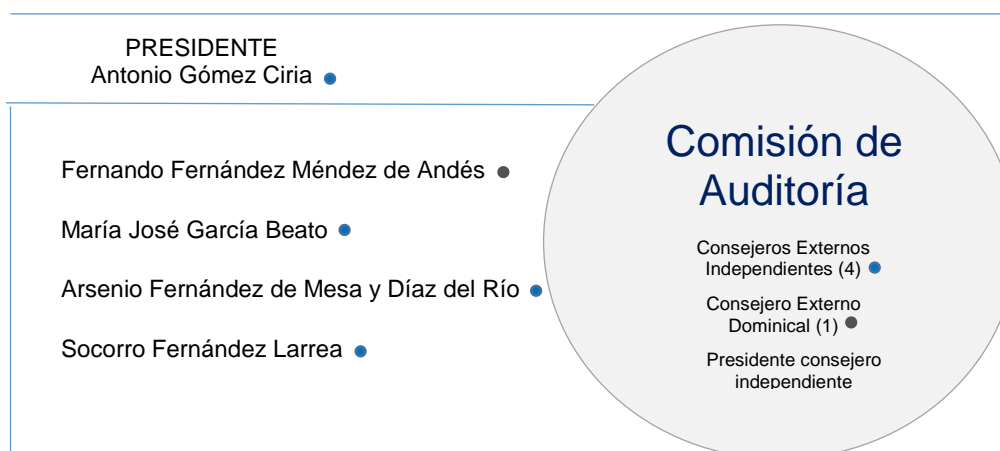 PRESIDENTE
Antonio Gómez Ciria
Fernando Fernández Méndez de Andés
María José García Beato
Arsenio Fernández de Mesa y Díaz del Río
Socorro Fernández Larrea
Comisión de
Auditoría
Consejeros Externos
Independientes (4)
Consejero Externo
Dominical (1)
Presidente consejero
independiente